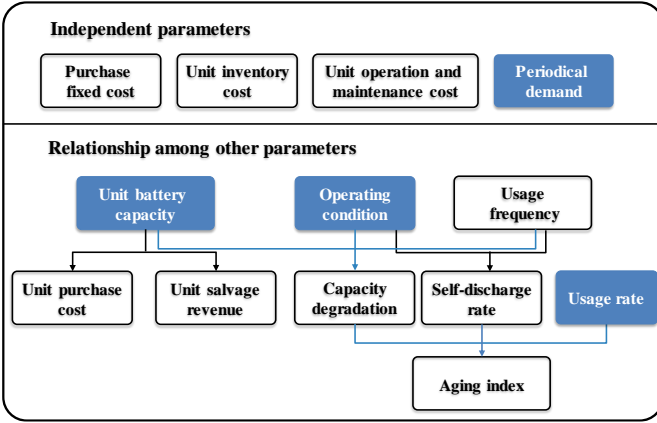 Independent parameters
Purchase
fixed cost
Unit inventory
cost
Unit operation and
maintenance cost
Periodical
demand
Relationship among other parameters
Unit battery
capacity
Operating
condition
Usage
frequency
Unit purchase
cost
Unit salvage
revenue
Capacity
degradation
Self-discharge
rate
Usage rate
Aging index